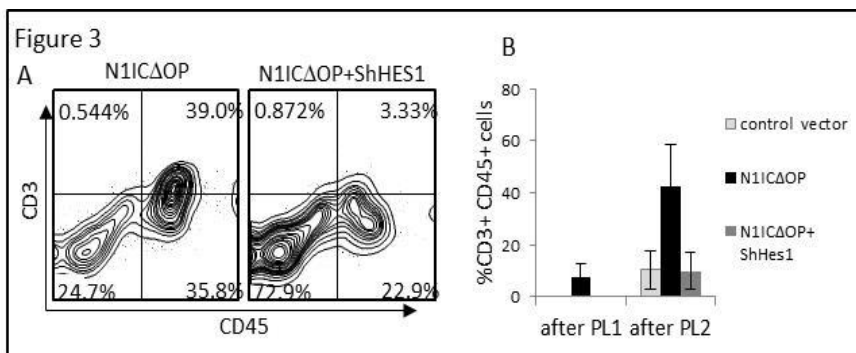 Figure 3
A
N1ICΔOP
N1ICΔOP+ShHES1
0.544%
39.0%
24.7%
35.8%
0.872%
3.33%
72.9%
22.9%
CD3
CD45
B
80
60
40
20
0
%CD3+ CD45+ cells
after PL1
after PL2
control vector
N1ICΔOP
N1ICΔOP+
ShHes1